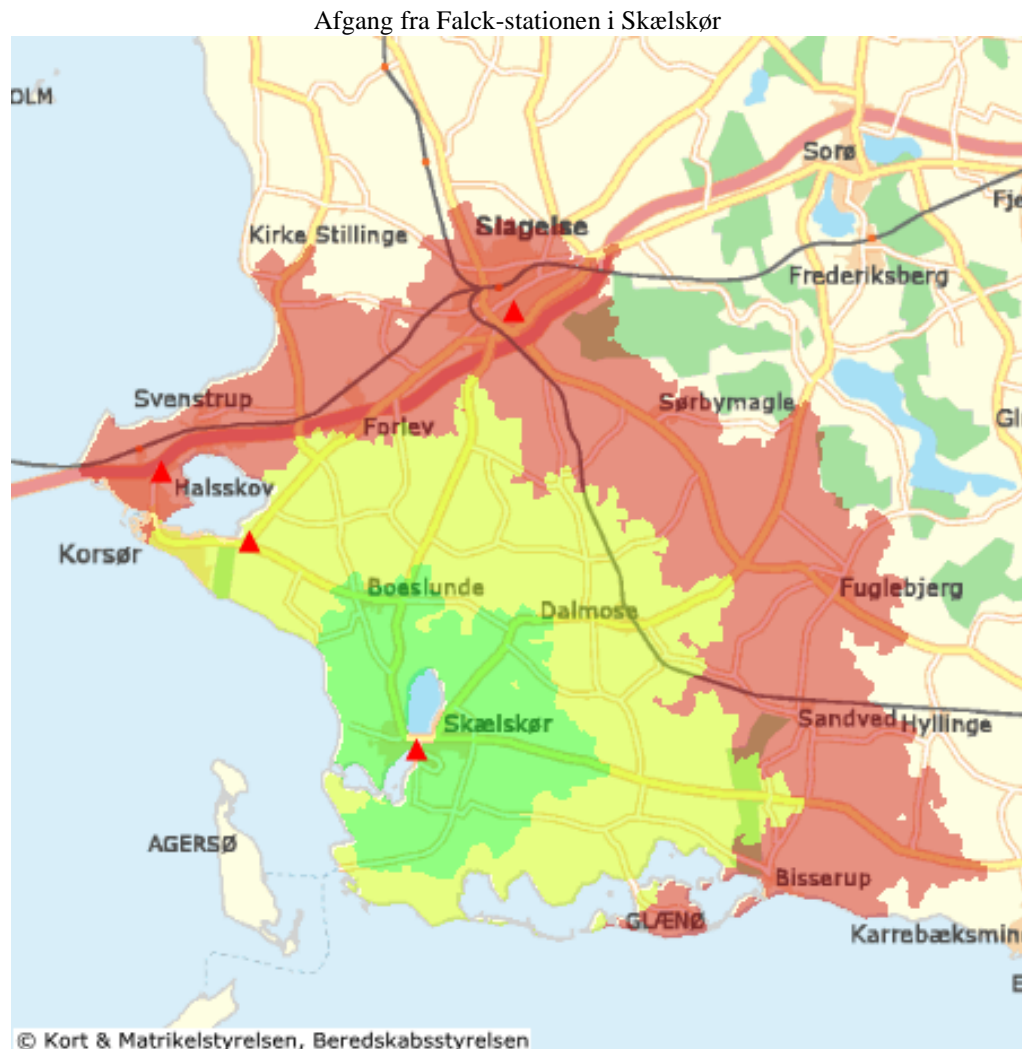 Afgang fra Falck-stationen i Skælskør
OLM
Sorø
Fje
Slagelse
Kirke Stillinge
Frederiksberg
Svenstrup
Sørbymagle
Forlev
Gl
Halsskov
Korsør
Boeslunde
Dalmose
Fuglebjerg
Skælskør
Sandved
Hyllinge
AGERSØ
Bisserup
GLÆNØ
Karrebæksmin
E
© Kort & Matrikelstyrelsen, Beredskabsstyrelsen